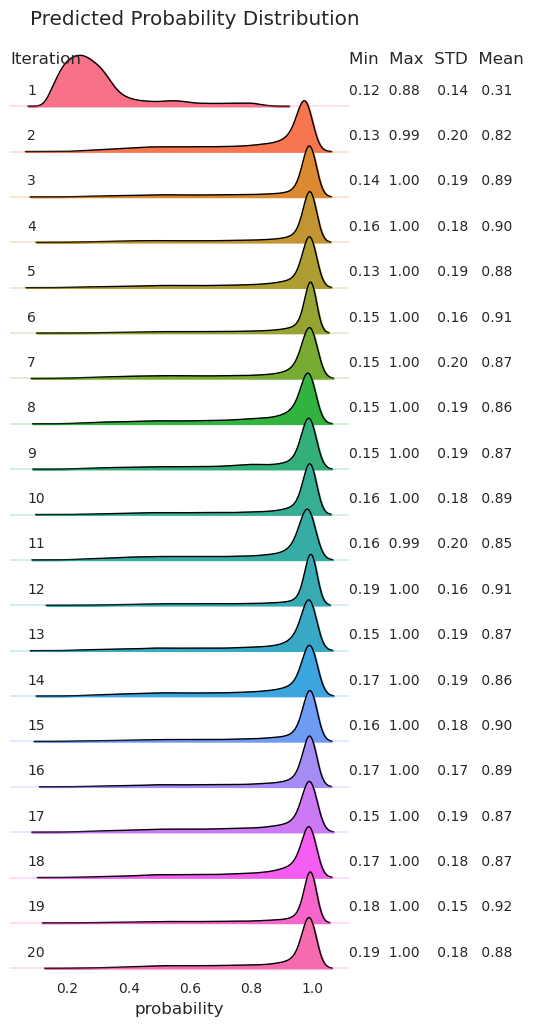 Predicted Probability Distribution
Iteration Min Max STD Mean
1 0.12 0.88 0.14 0.31
2 0.13 0.99 0.20 0.82
3 0.14 1.00 0.19 0.89
4 0.16 1.00 0.18 0.90
5 0.13 1.00 0.19 0.88
6 0.15 1.00 0.16 0.91
7 0.15 1.00 0.20 0.87
8 0.15 1.00 0.19 0.86
9 0.15 1.00 0.19 0.87
10 0.16 1.00 0.18 0.89
11 0.16 0.99 0.20 0.85
12 0.19 1.00 0.16 0.91
13 0.15 1.00 0.19 0.87
14 0.17 1.00 0.19 0.86
15 0.16 1.00 0.18 0.90
16 0.17 1.00 0.17 0.89
17 0.15 1.00 0.19 0.87
18 0.17 1.00 0.18 0.87
19 0.18 1.00 0.15 0.92
20 0.19 1.00 0.18 0.88
0.2 0.4 0.6 0.8 1.0
probability